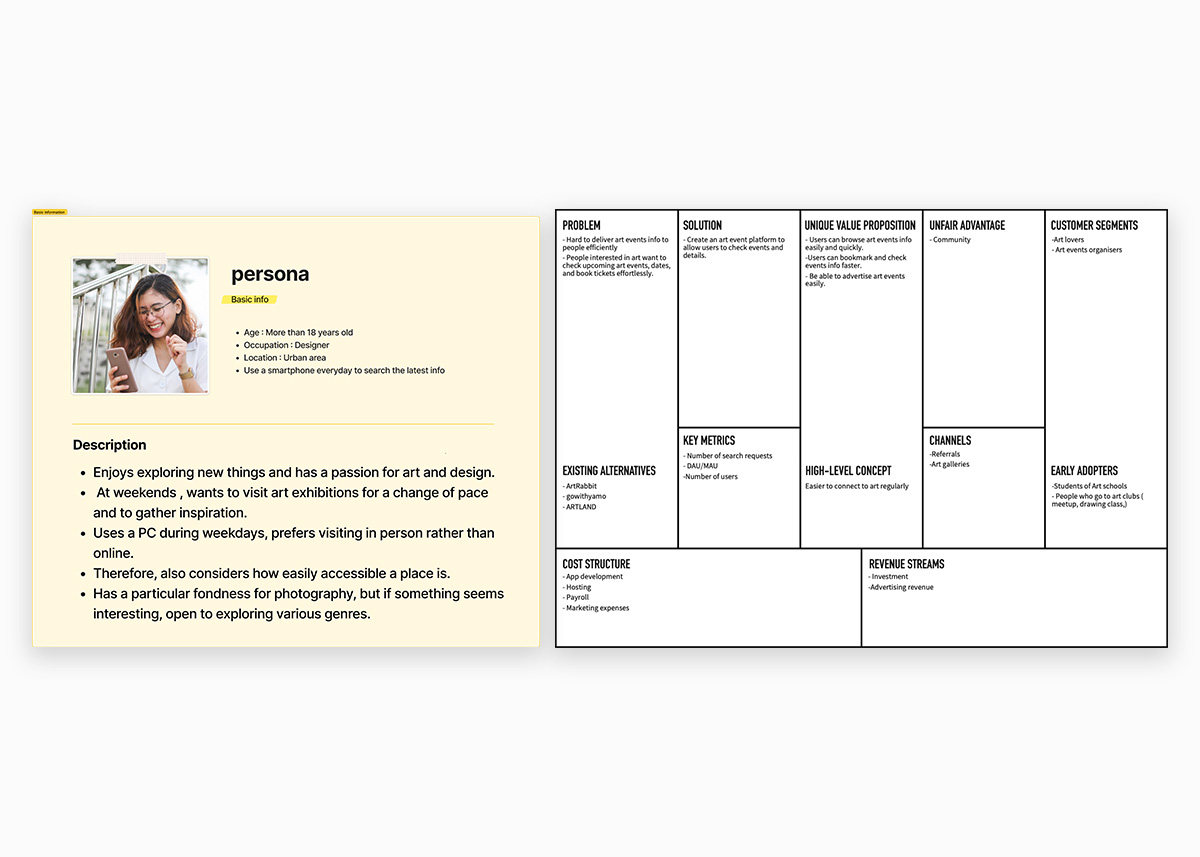 Basic information
persona
Basic info
Age : More than 18 years old
Occupation : Designer
Location : Urban area
Use a smartphone everyday to search the latest info
Description
Enjoys exploring new things and has a passion for art and design.
At weekends , wants to visit art exhibitions for a change of pace
and to gather inspiration.
Uses a PC during weekdays, prefers visiting in person rather than
online.
Therefore, also considers how easily accessible a place is.
Has a particular fondness for photography, but if something seems
interesting, open to exploring various genres.
PROBLEM
- Hard to deliver art events info to
people efficiently
- People interested in art want to
check upcoming art events, dates,
and book tickets effortlessly.
EXISTING ALTERNATIVES
- ArtRabbit
- gowithyamo
- ARTLAND
SOLUTION
- Create an art event platform to
allow users to check events and
details.
KEY METRICS
- Number of search requests
- DAU/MAU
-Number of users
UNIQUE VALUE PROPOSITION
- Users can browse art events info
easily and quickly.
-Users can bookmark and check
events info faster.
- Be able to advertise art events
easily.
HIGH-LEVEL CONCEPT
Easier to connect to art regularly
UNFAIR ADVANTAGE
- Community
CHANNELS
-Referrals
-Art galleries
CUSTOMER SEGMENTS
-Art lovers
- Art events organisers
EARLY ADOPTERS
-Students of Art schools
- People who go to art clubs (
meetup, drawing class,)
COST STRUCTURE
- App development
- Hosting
- Payroll
- Marketing expenses
REVENUE STREAMS
- Investment
-Advertising revenue